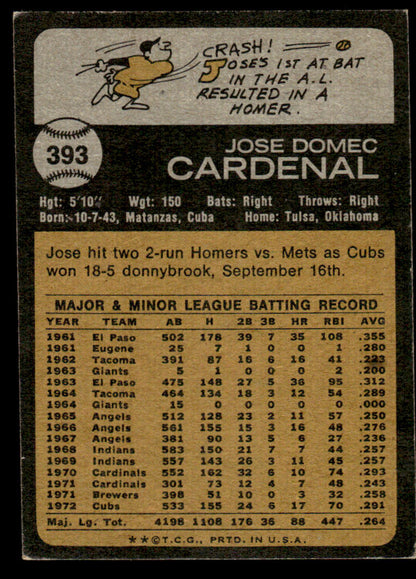 CRASH!
JOSE'S 1ST AT BAT
IN THE A.L.
RESULTED IN A
HOMER.
393
JOSE DOMEC
CARDENAL
Hgt: 5'10" Wgt: 150 Bats: Right Throws: Right
Born: 10-7-43, Matanzas, Cuba Home: Tulsa, Oklahoma
Jose hit two 2-run Homers vs. Mets as Cubs
won 18-5 donnybrook, September 16th.
MAJOR & MINOR LEAGUE BATTING RECORD
YEAR TEAM AB H 2B 3B HR RBI AVG
1961 El Paso 502 178 39 7 35 108 .355
1961 Eugene 25 7 1 0 0 1 .280
1962 Tacoma 391 87 16 6 16 41 .223
1963 Giants 5 1 0 0 0 2 .200
1963 El Paso 475 148 27 5 36 95 .312
1964 Tacoma 464 134 18 3 12 54 .289
1964 Giants 15 0 0 0 0 0 .000
1965 Angels 512 128 23 2 11 57 .250
1966 Angels 561 155 15 3 16 48 .276
1967 Angels 381 90 13 5 6 27 .236
1968 Indians 583 150 21 7 7 44 .257
1969 Indians 557 143 26 3 11 45 .257
1970 Cardinals 552 162 32 6 10 74 .293
1971 Cardinals 301 73 12 4 7 48 .243
1971 Brewers 398 51 10 0 3 32 .258
1972 Cubs 533 155 24 6 17 70 .291
Maj. Lg. Tot. 4198 1108 176 36 88 447 .264
**©T.C.G., PRTD. IN U.S.A.